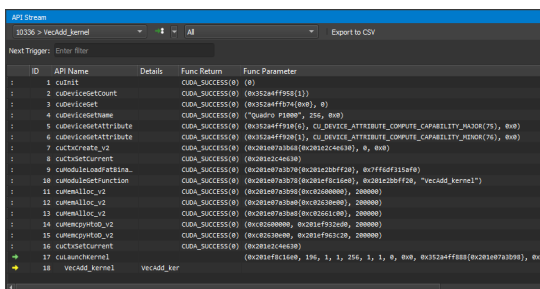 API Stream
10336 > VecAdd_kernel All Export to CSV
Next Trigger: Enter filter
ID API Name Details Func Return Func Parameter
1 cuInit CUDA_SUCCESS(0) (0)
2 cuDeviceGetCount CUDA_SUCCESS(0) (0x352a4ff958{1})
3 cuDeviceGet CUDA_SUCCESS(0) (0x352a4ffb74{0x0}, 0)
4 cuDeviceGetName CUDA_SUCCESS(0) ("Quadro P1000", 256, 0x0)
5 cuDeviceGetAttribute CUDA_SUCCESS(0) (0x352a4ff910{6}, CU_DEVICE_ATTRIBUTE_COMPUTE_CAPABILITY_MAJOR(75), 0x0)
6 cuDeviceGetAttribute CUDA_SUCCESS(0) (0x352a4ff920{1}, CU_DEVICE_ATTRIBUTE_COMPUTE_CAPABILITY_MINOR(76), 0x0)
7 cuCtxCreate_v2 CUDA_SUCCESS(0) (0x201e07a3b68{0x201e2c4e630}, 0, 0x0)
8 cuCtxSetCurrent CUDA_SUCCESS(0) (0x201e2c4e630)
9 cuModuleLoadFatBina... CUDA_SUCCESS(0) (0x201e07a3b70{0x201e2bbff20}, 0x7ff6df315af0)
10 cuModuleGetFunction CUDA_SUCCESS(0) (0x201e07a3b78{0x201ef8c16e0}, 0x201e2bbff20, "VecAdd_kernel")
11 cuMemAlloc_v2 CUDA_SUCCESS(0) (0x201e07a3b98{0xc02600000}, 200000)
12 cuMemAlloc_v2 CUDA_SUCCESS(0) (0x201e07a3ba0{0xc02630e00}, 200000)
13 cuMemAlloc_v2 CUDA_SUCCESS(0) (0x201e07a3ba8{0xc02661c00}, 200000)
14 cuMemcpyHtoD_v2 CUDA_SUCCESS(0) (0xc02600000, 0x201ef932ed0, 200000)
15 cuMemcpyHtoD_v2 CUDA_SUCCESS(0) (0xc02630e00, 0x201ef963c20, 200000)
16 cuCtxSetCurrent CUDA_SUCCESS(0) (0x201e2c4e630)
17 cuLaunchKernel (0x201ef8c16e0, 196, 1, 1, 256, 1, 1, 0, 0x0, 0x352a4ff888{0x201e07a3b98}, 0x
18 VecAdd_kernel VecAdd_ker